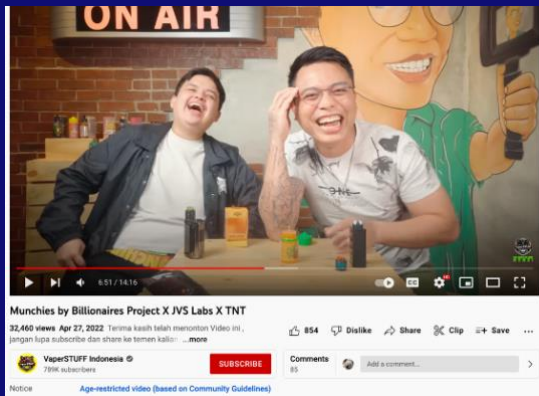 ON AIR
ONE
6:51 / 14:16
CC
Munchies by Billionaires Project X JVS Labs X TNT
32,460 views Apr 27, 2022 Terima kasih telah menonton Video ini ,
jangan lupa subscribe dan share ke temen kalian ...more
854 Dislike Share Clip Save ...
VaperSTUFF Indonesia
789K subscribers
SUBSCRIBE
Comments
85
Add a comment...
Notice Age-restricted video (based on Community Guidelines)